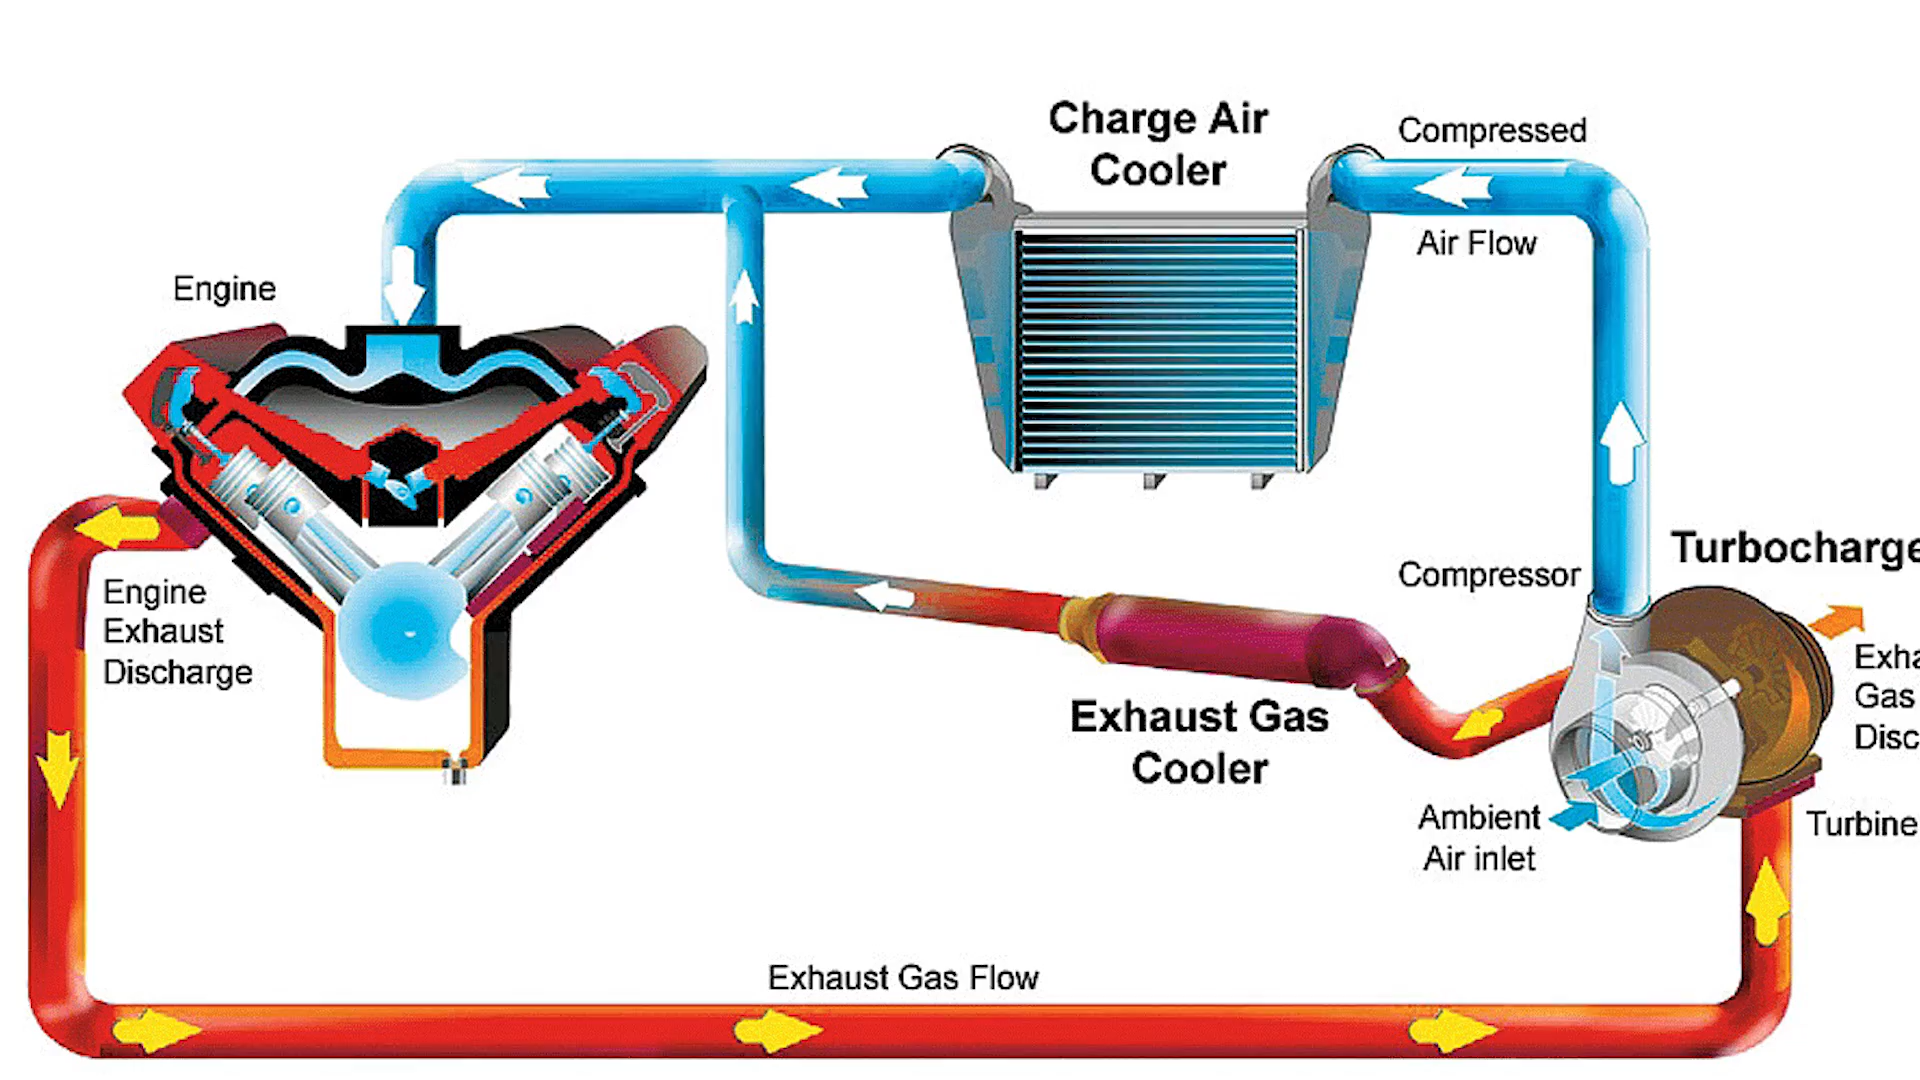 Charge Air
Cooler
Compressed
Air Flow
Engine
Engine
Exhaust
Discharge
Compressor
Turbocharge
Exha
Gas
Disc
Exhaust Gas
Cooler
Ambient
Air inlet
Turbine
Exhaust Gas Flow